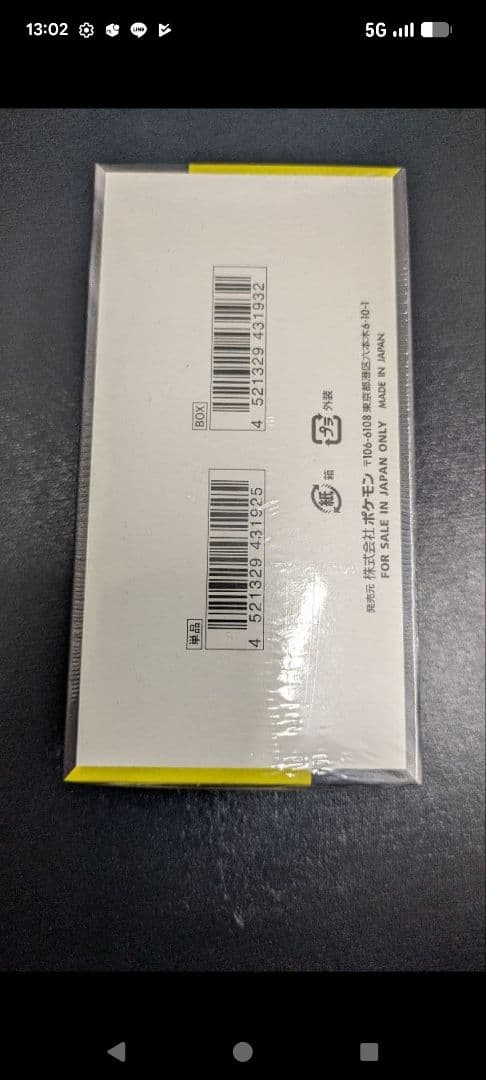 13:02
5G
BOX
4 521329 431932
単品
4 521329 431925
プラ 外装
紙 箱
発売元 株式会社ポケモン 〒106-6108 東京都港区六本木6-10-1
FOR SALE IN JAPAN ONLY MADE IN JAPAN